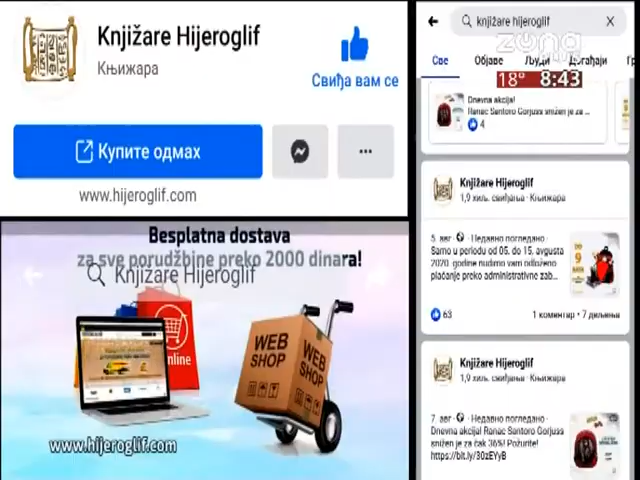 Knjižare Hijeroglif
Књижара
Свиђа вам се
Купите одмах
www.hijeroglif.com
Besplatna dostava
za sve porudžbine preko 2000 dinara!
Knjižare Hijeroglif
online
WEB
SHOP
WEB
SHOP
www.hijeroglif.com
knjižare hijeroglif
zona
Све
Објаве
Људи
Догађаји
18°
8:43
Dnevna akcija!
Ranac Santoro Gorjuss snižen je za ...
4
Knjižare Hijeroglif
1,9 хиљ. свиђања · Књижара
5. авг · Недавно погледано ·
Samo u periodu od 05. do 15. avgusta
2020. godine nudimo vam odloženo
plaćanje preko administrativne zab...
DO
9
63
1 коментар · 7 дељења
Knjižare Hijeroglif
1,9 хиљ. свиђања · Књижара
7. авг · Недавно погледано ·
Dnevna akcija! Ranac Santoro Gorjuss
snižen je za čak 36%! Požurite!
https://bit.ly/30zEYyB